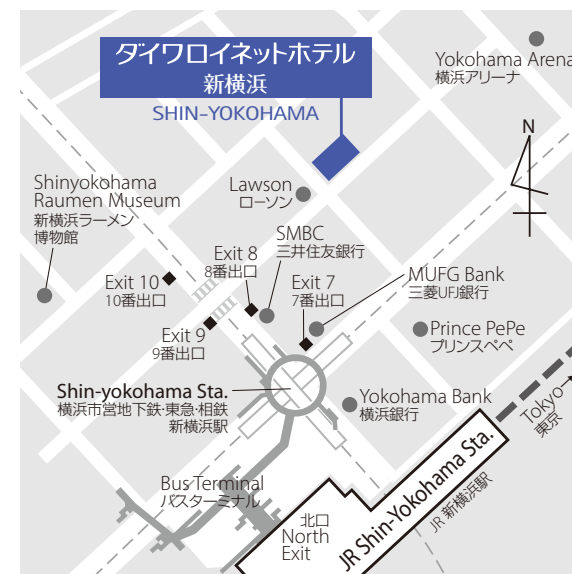 ダイワロイネットホテル
新横浜
SHIN-YOKOHAMA
Yokohama Arena
横浜アリーナ
N
Shinyokohama
Raumen Museum
新横浜ラーメン
博物館
Lawson
ローソン
SMBC
三井住友銀行
Exit 8
8番出口
Exit 10
10番出口
Exit 7
7番出口
MUFG Bank
三菱UFJ銀行
Exit 9
9番出口
Prince PePe
プリンスペペ
Shin-yokohama Sta.
横浜市営地下鉄・東急・相鉄
新横浜駅
Yokohama Bank
横浜銀行
Tokyo
東京
Bus Terminal
バスターミナル
北口
North
Exit
JR Shin-Yokohama Sta.
JR 新横浜駅